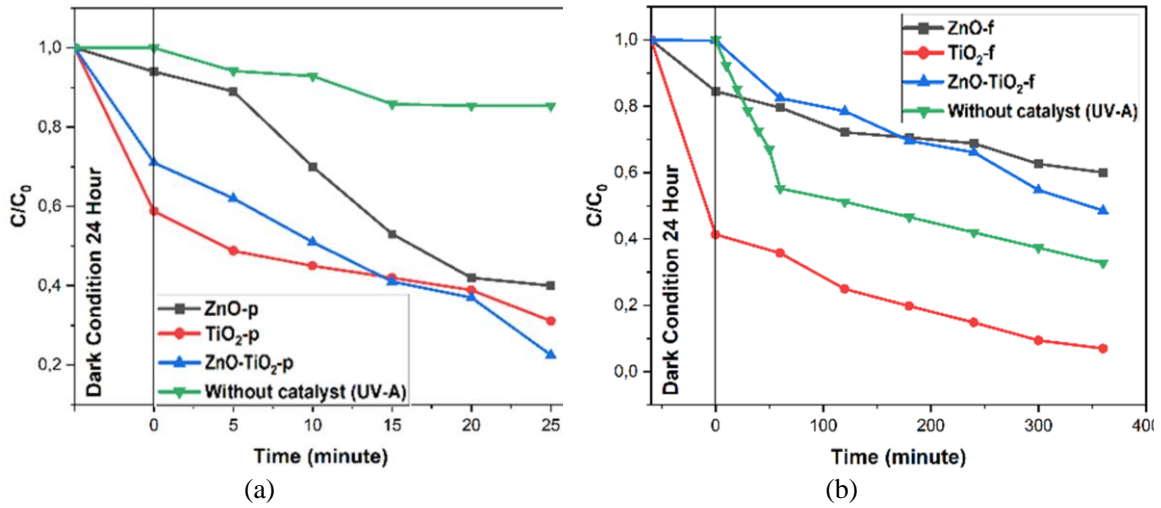 1,0
0,8
0,6
0,4
0,2
C/C₀
Dark Condition 24 Hour
ZnO-p
TiO₂-p
ZnO-TiO₂-p
Without catalyst (UV-A)
0 5 10 15 20 25
Time (minute)
(a)
1,0
0,8
0,6
0,4
0,2
0,0
C/C₀
Dark Condition 24 Hour
ZnO-f
TiO₂-f
ZnO-TiO₂-f
Without catalyst (UV-A)
0 100 200 300 400
Time (minute)
(b)